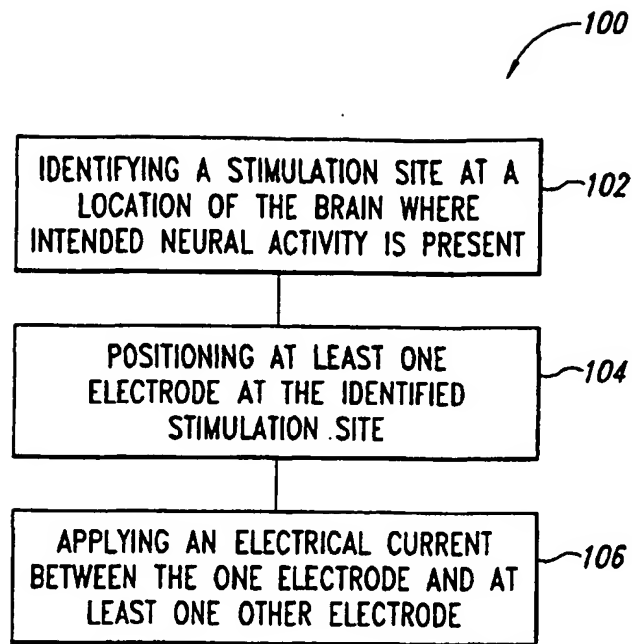 100
IDENTIFYING A STIMULATION SITE AT A
LOCATION OF THE BRAIN WHERE
INTENDED NEURAL ACTIVITY IS PRESENT
102
POSITIONING AT LEAST ONE
ELECTRODE AT THE IDENTIFIED
STIMULATION SITE
104
APPLYING AN ELECTRICAL CURRENT
BETWEEN THE ONE ELECTRODE AND AT
LEAST ONE OTHER ELECTRODE
106